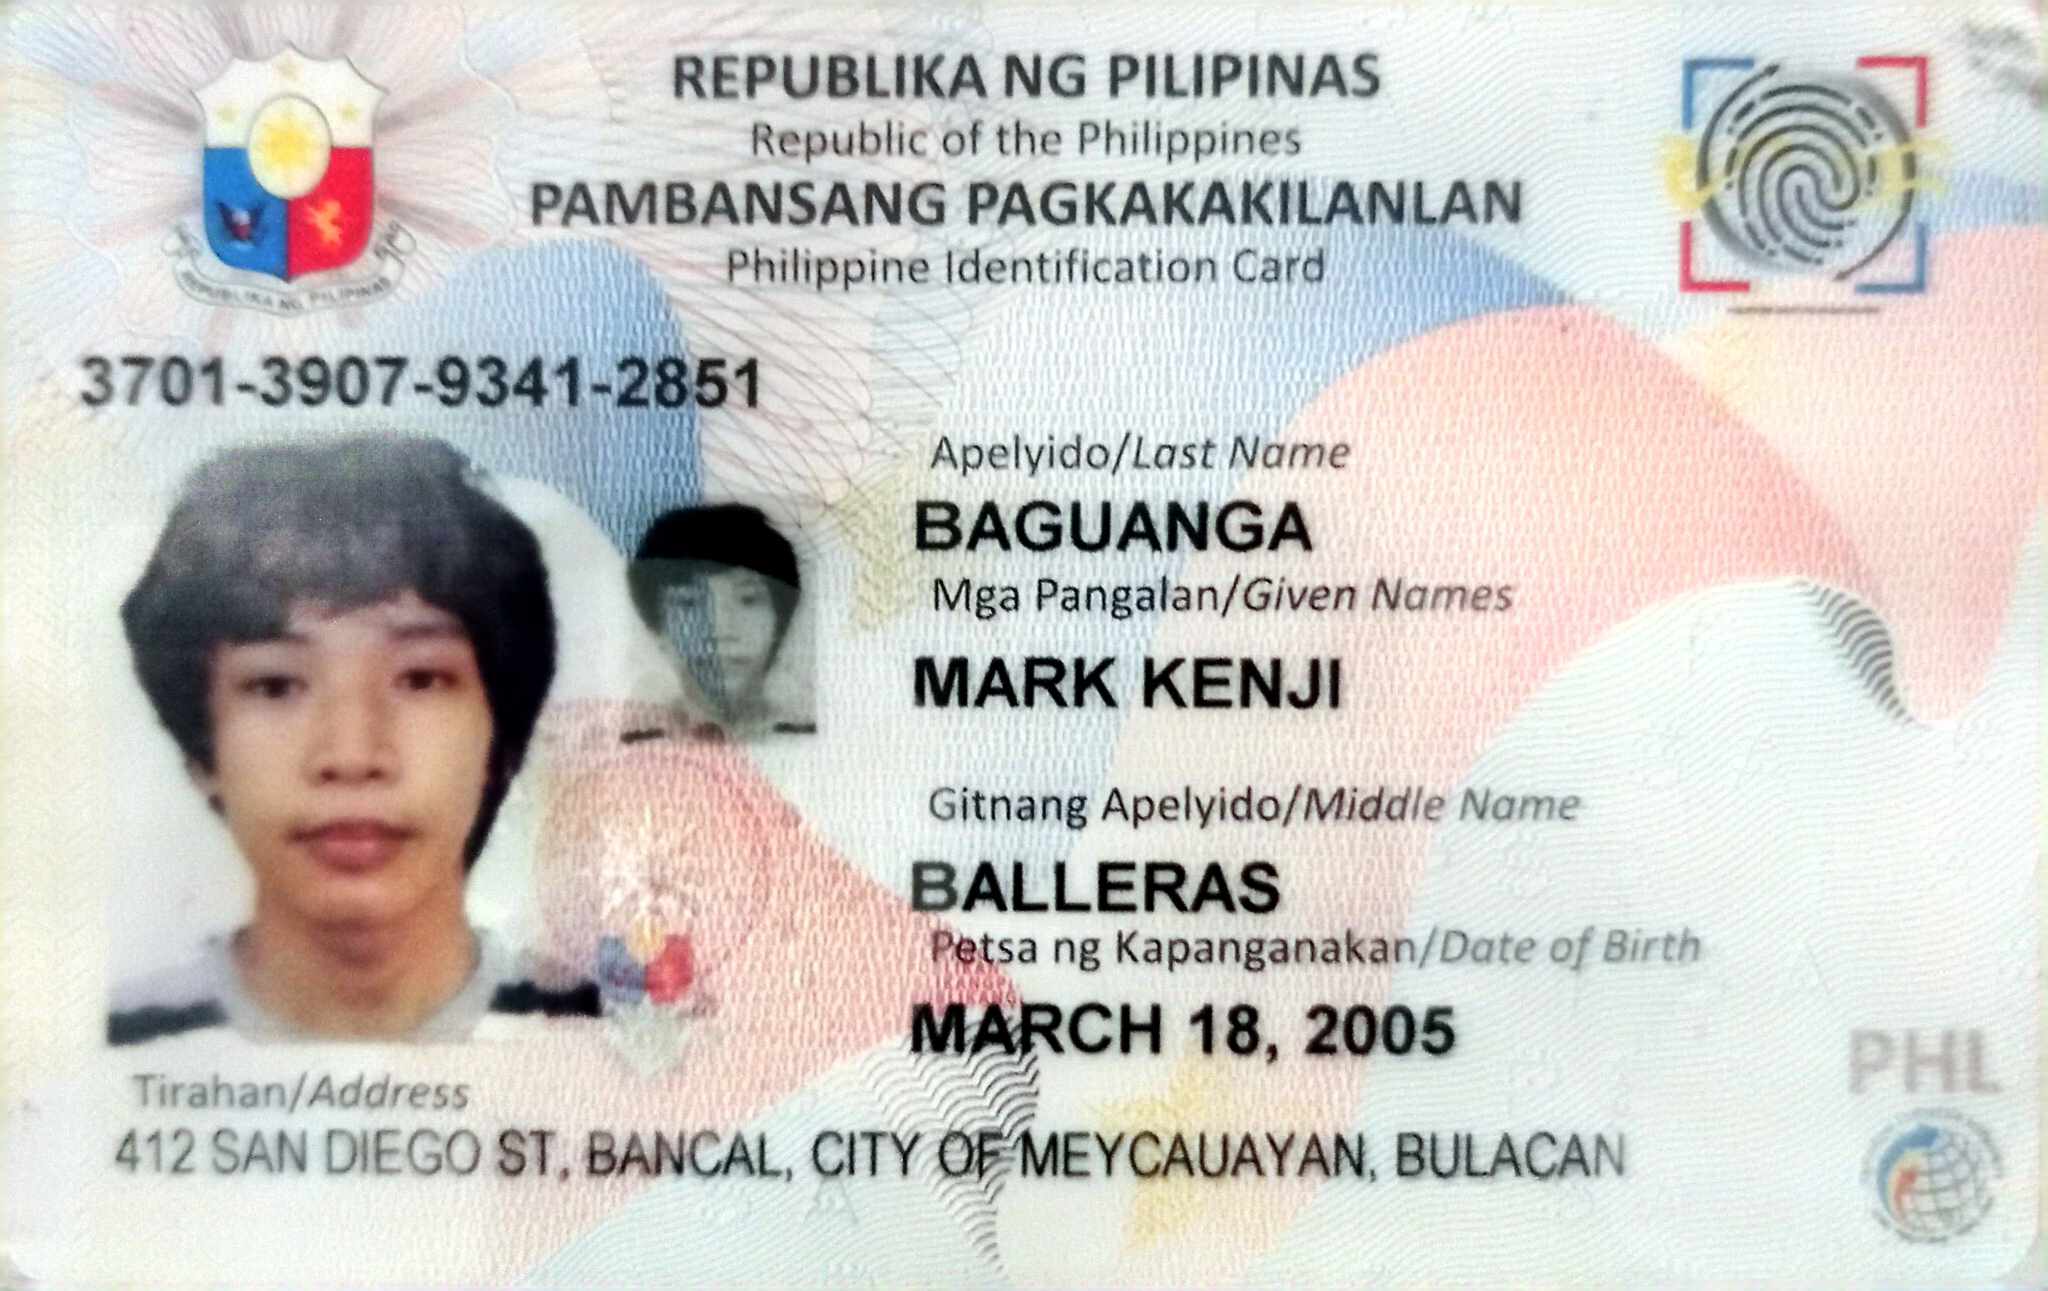 REPUBLIKA NG PILIPINAS
Republic of the Philippines
PAMBANSANG PAGKAKAKILANLAN
Philippine Identification Card
REPUBLIKA NG PILIPINAS
3701-3907-9341-2851
Apelyido/Last Name
BAGUANGA
Mga Pangalan/Given Names
MARK KENJI
Gitnang Apelyido/Middle Name
BALLERAS
Petsa ng Kapanganakan/Date of Birth
MARCH 18, 2005
PHL
Tirahan/Address
412 SAN DIEGO ST, BANCAL, CITY OF MEYCAUAYAN, BULACAN